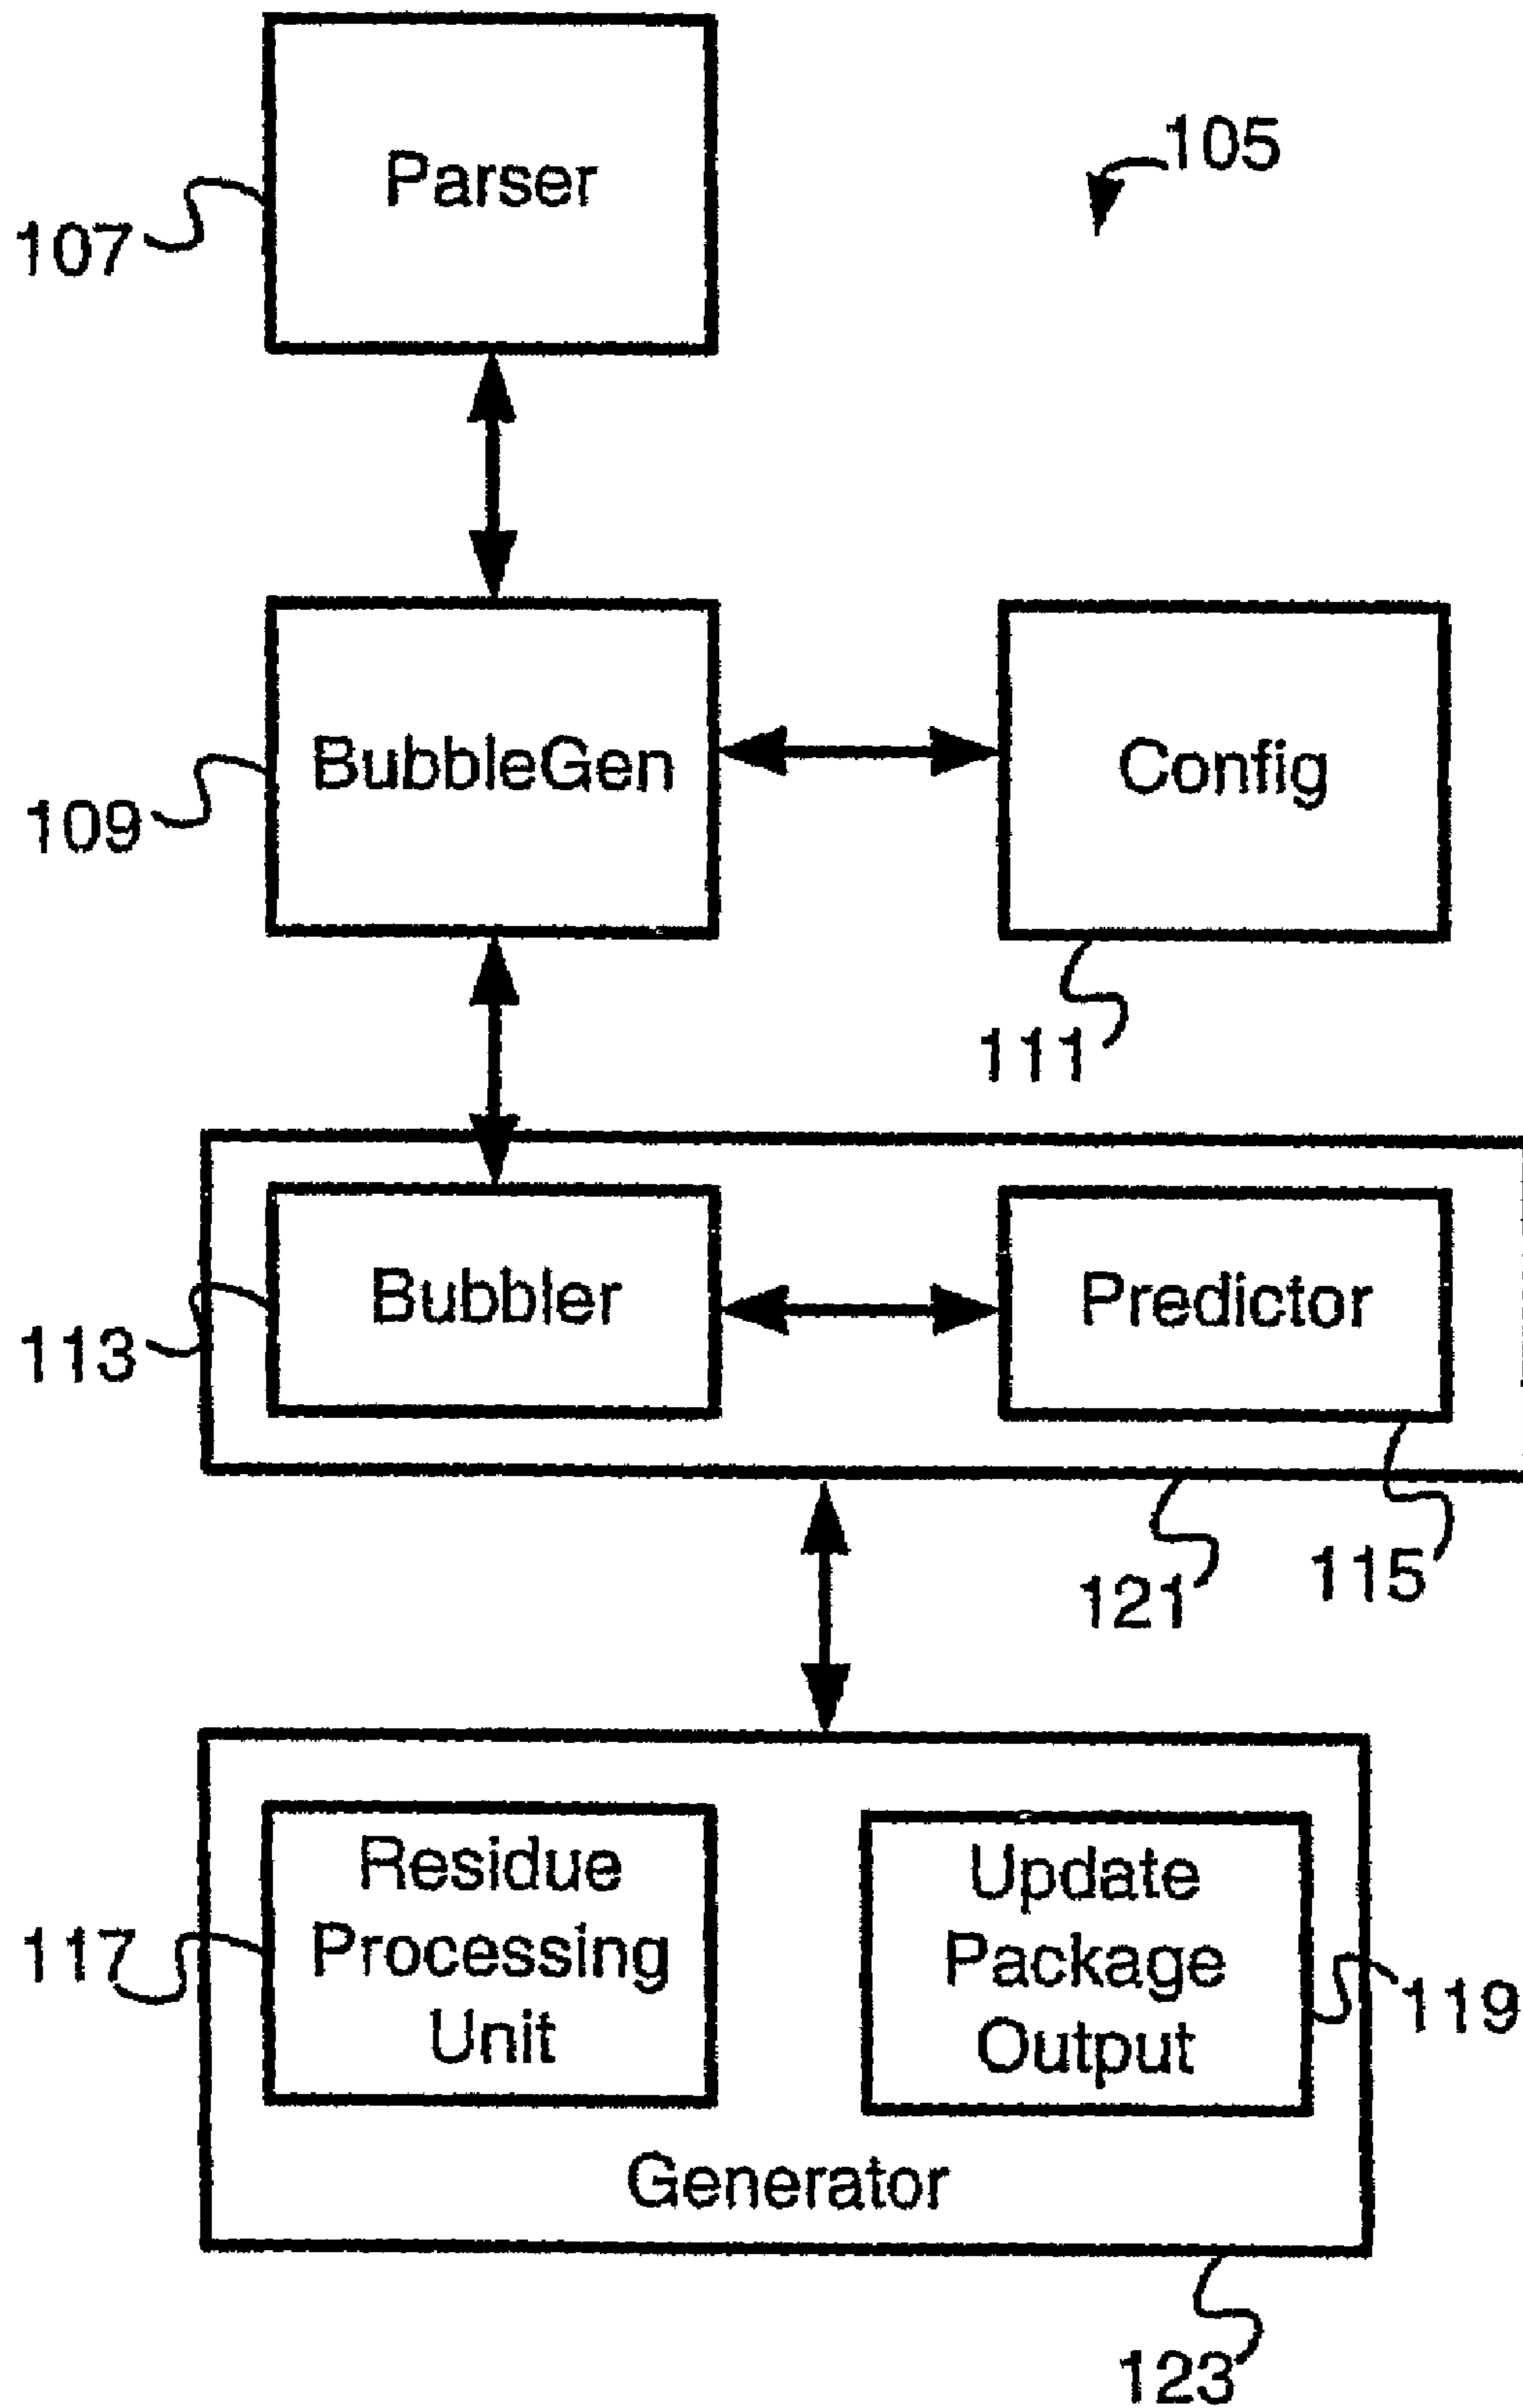 Parser
105
107
BubbleGen
Config
109
111
Bubbler
Predictor
113
115
121
Residue
Processing
Unit
Update
Package
Output
117
119
Generator
123